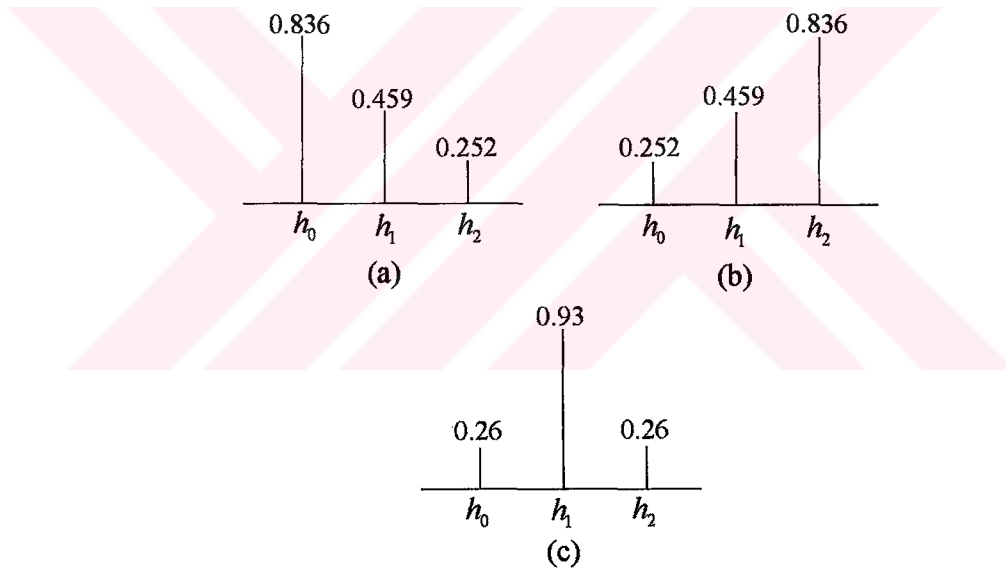 0.836
0.459
0.252
h₀ h₁ h₂
(a)
0.836
0.459
0.252
h₀ h₁ h₂
(b)
0.93
0.26 0.26
h₀ h₁ h₂
(c)